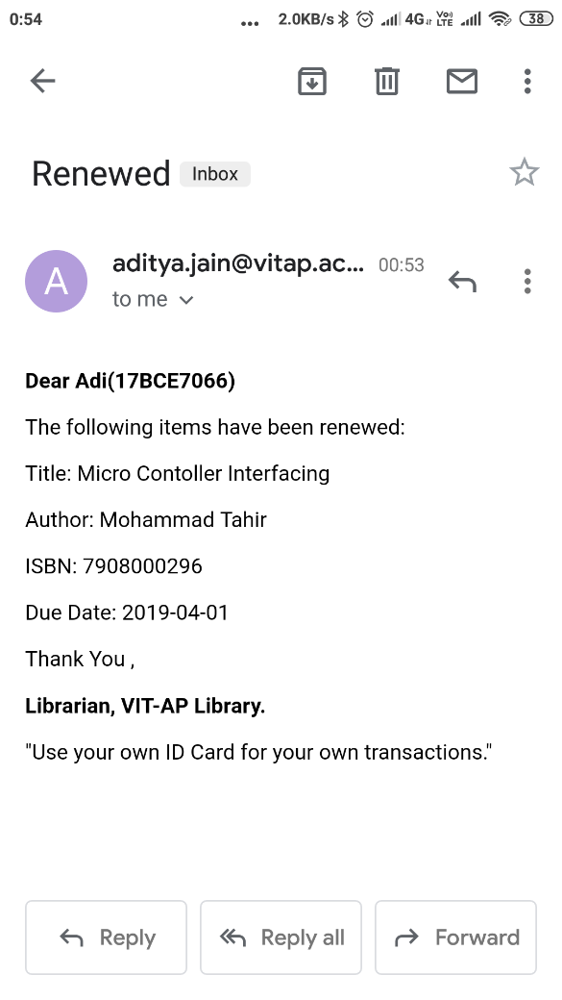 0:54
... 2.0KB/s 4G Vo) LTE 38
Renewed Inbox
A
aditya.jain@vitap.ac... 00:53
to me
Dear Adi(17BCE7066)
The following items have been renewed:
Title: Micro Contoller Interfacing
Author: Mohammad Tahir
ISBN: 7908000296
Due Date: 2019-04-01
Thank You ,
Librarian, VIT-AP Library.
"Use your own ID Card for your own transactions."
Reply Reply all Forward